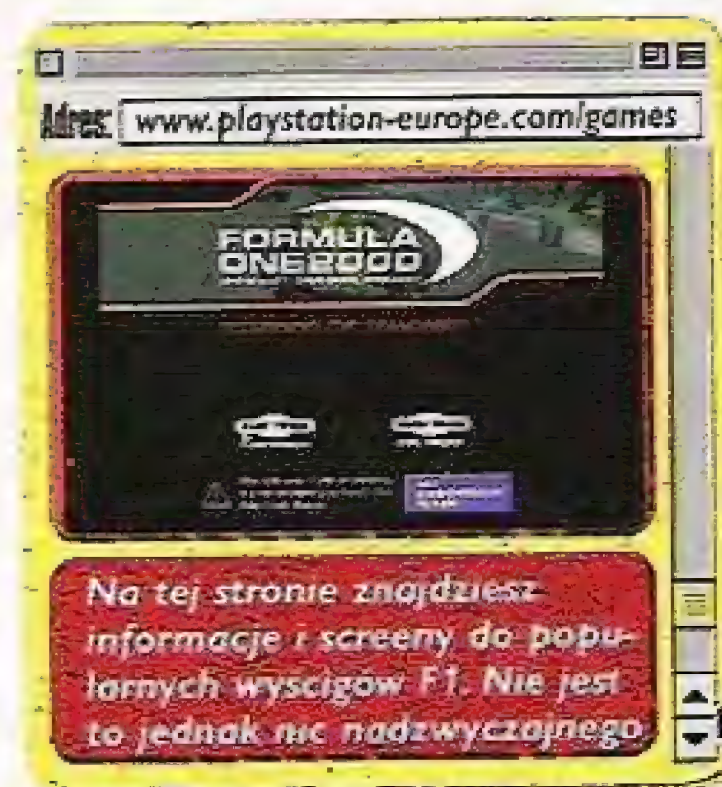 Adres: www.playstation-europe.com/games
FORMULA
ONE2000
Na tej stronie znajdziesz
informacje i screeny do popu-
larnych wyścigów F1. Nie jest
to jednak nic nadzwyczajnego